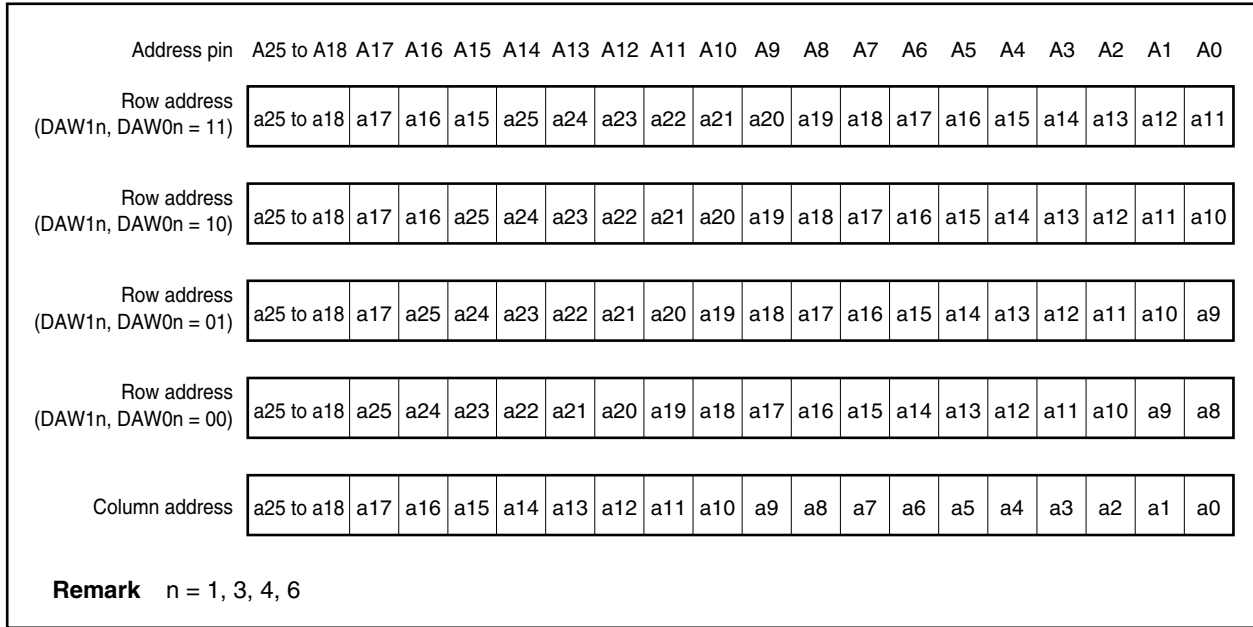 Address pin A25 to A18 A17 A16 A15 A14 A13 A12 A11 A10 A9 A8 A7 A6 A5 A4 A3 A2 A1 A0
Row address
(DAW1n, DAW0n = 11) a25 to a18 a17 a16 a15 a25 a24 a23 a22 a21 a20 a19 a18 a17 a16 a15 a14 a13 a12 a11
Row address
(DAW1n, DAW0n = 10) a25 to a18 a17 a16 a25 a24 a23 a22 a21 a20 a19 a18 a17 a16 a15 a14 a13 a12 a11 a10
Row address
(DAW1n, DAW0n = 01) a25 to a18 a17 a25 a24 a23 a22 a21 a20 a19 a18 a17 a16 a15 a14 a13 a12 a11 a10 a9
Row address
(DAW1n, DAW0n = 00) a25 to a18 a25 a24 a23 a22 a21 a20 a19 a18 a17 a16 a15 a14 a13 a12 a11 a10 a9 a8
Column address a25 to a18 a17 a16 a15 a14 a13 a12 a11 a10 a9 a8 a7 a6 a5 a4 a3 a2 a1 a0
Remark n = 1, 3, 4, 6